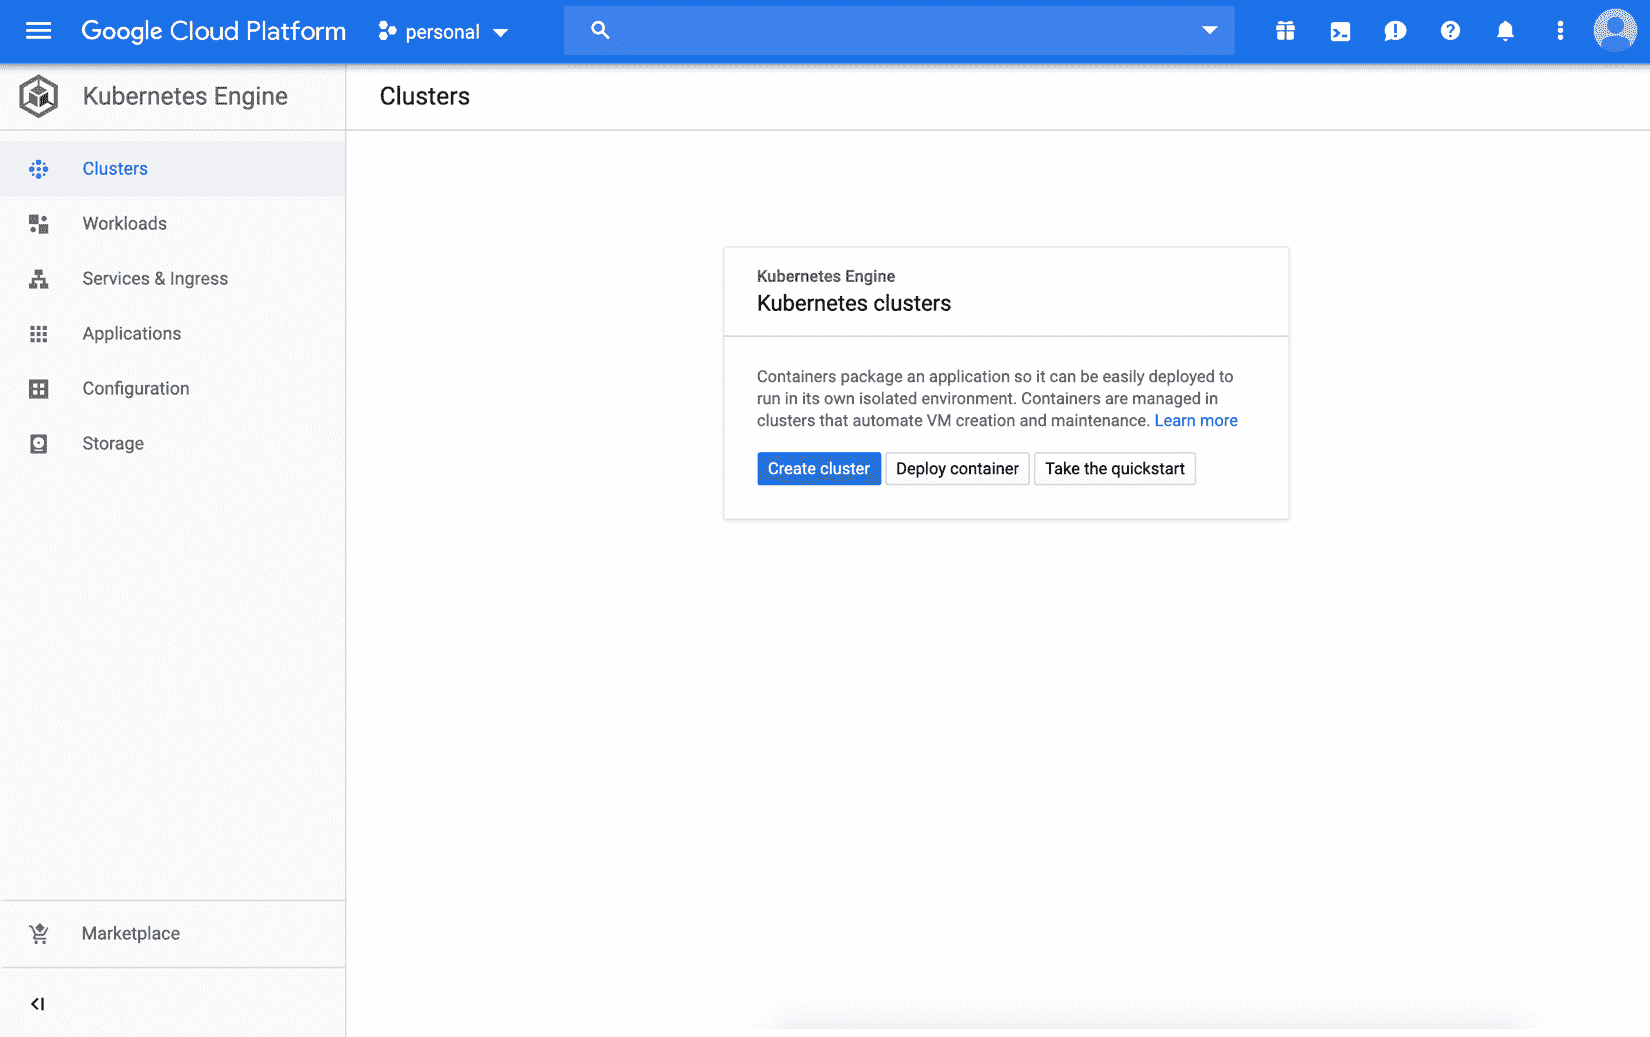 Google Cloud Platform
personal
Kubernetes Engine
Clusters
Clusters
Workloads
Services & Ingress
Applications
Configuration
Storage
Marketplace
Kubernetes Engine
Kubernetes clusters
Containers package an application so it can be easily deployed to
run in its own isolated environment. Containers are managed in
clusters that automate VM creation and maintenance. Learn more
Create cluster
Deploy container
Take the quickstart